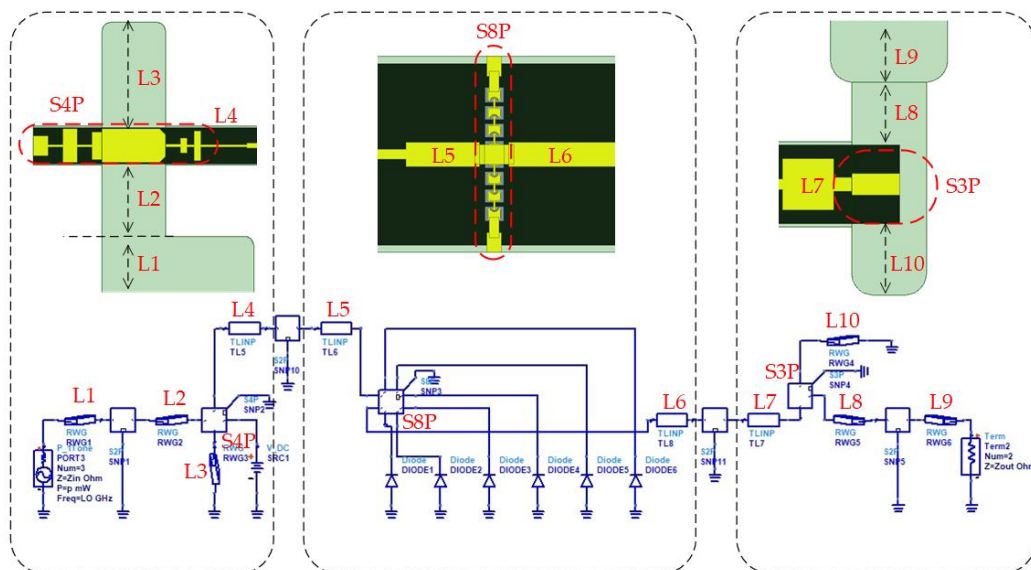 S4P
L3
L4
L2
L1
S8P
L5
L6
L9
L8
L7
S3P
L10
L4
TLINP
TL5
S2P
SNP10
L5
TLINP
TL6
L1
RWG
RWG1
S2P
SNP1
L2
RWG
RWG2
S4P
SNP2
S4P
RWG3
L3
V_DC
SRC1
PORT3
Num=3
Z=Zin Ohm
P=p mW
Freq=LO GHz
SNP3
S8P
Diode
DIODE1
Diode
DIODE2
Diode
DIODE3
Diode
DIODE4
Diode
DIODE5
Diode
DIODE6
L6
TLINP
TL8
S2P
SNP11
L7
TLINP
TL7
S3P
L10
RWG
RWG4
S3P
SNP4
L8
RWG
RWG5
S2P
SNP5
L9
RWG
RWG6
Term
Term2
Num=2
Z=Zout Ohm